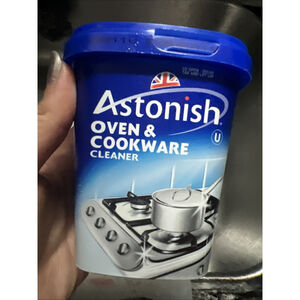 Astonish
OVEN &
COOKWARE
CLEANER
U